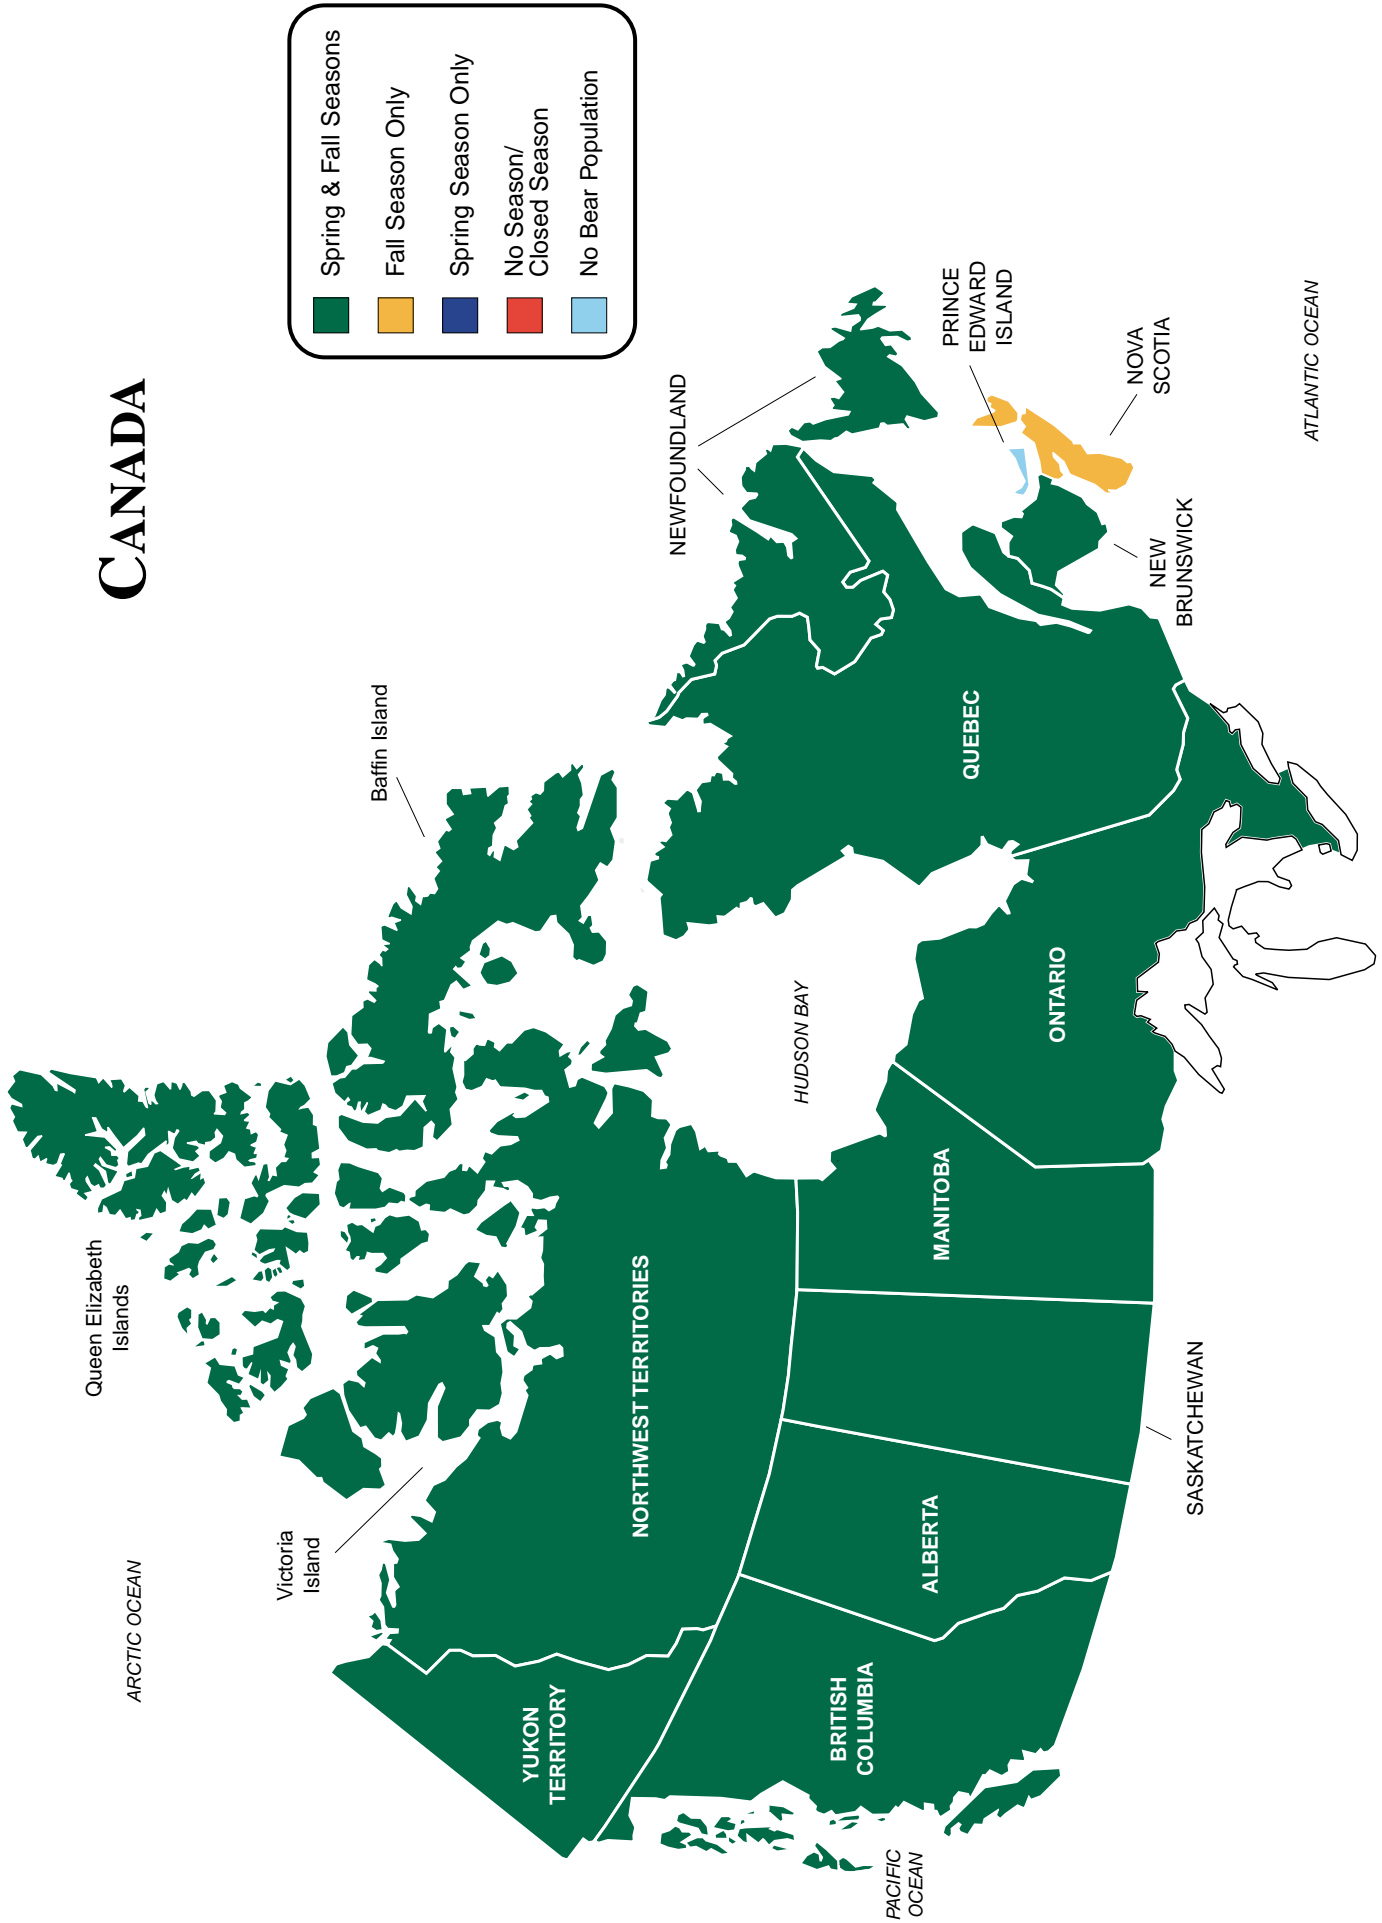 CANADA
Spring & Fall Seasons
Fall Season Only
Spring Season Only
No Season/
Closed Season
No Bear Population
ARCTIC OCEAN
Queen Elizabeth
Islands
Victoria
Island
Baffin Island
NEWFOUNDLAND
YUKON
TERRITORY
NORTHWEST TERRITORIES
HUDSON BAY
BRITISH
COLUMBIA
ALBERTA
MANITOBA
ONTARIO
QUEBEC
PRINCE
EDWARD
ISLAND
NOVA
SCOTIA
NEW
BRUNSWICK
SASKATCHEWAN
PACIFIC
OCEAN
ATLANTIC OCEAN